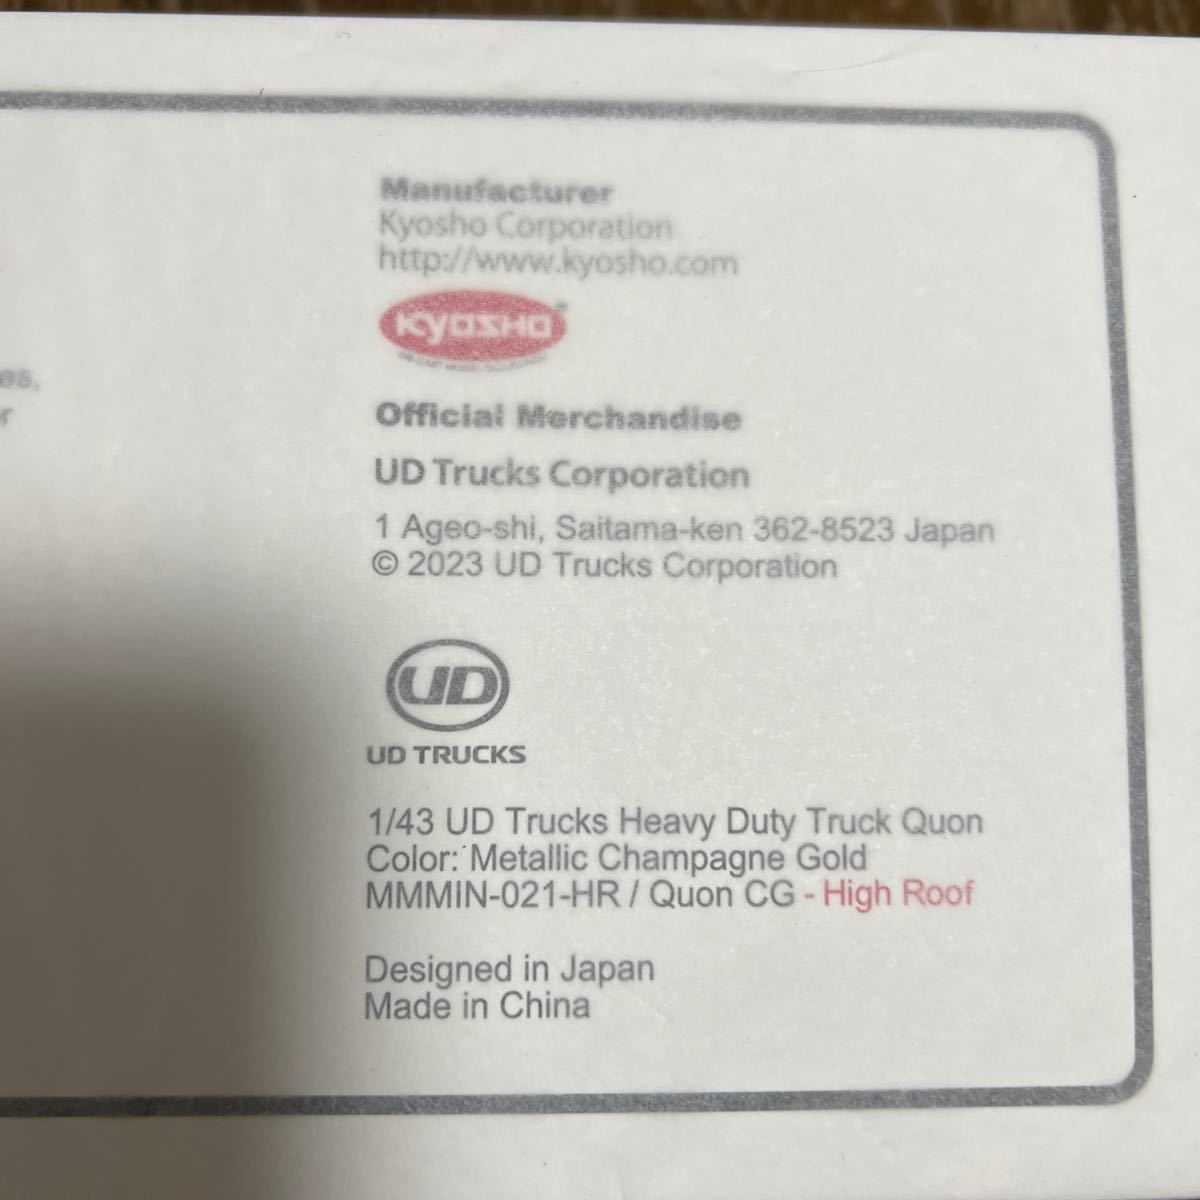 es.
Manufacturer
Kyosho Corporation
http://www.kyosho.com
KYOSHO
Official Merchandise
UD Trucks Corporation
1 Ageo-shi, Saitama-ken 362-8523 Japan
© 2023 UD Trucks Corporation
UD
UD TRUCKS
1/43 UD Trucks Heavy Duty Truck Quon
Color: Metallic Champagne Gold
MMMIN-021-HR / Quon CG - High Roof
Designed in Japan
Made in China